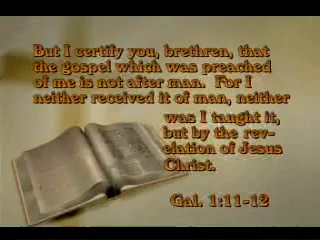 But I certify you, brethren, that
the gospel which was preached
of me is not after man. For I
neither received it of man, neither
was I taught it,
but by the rev-
elation of Jesus
Christ.
Gal. 1:11-12